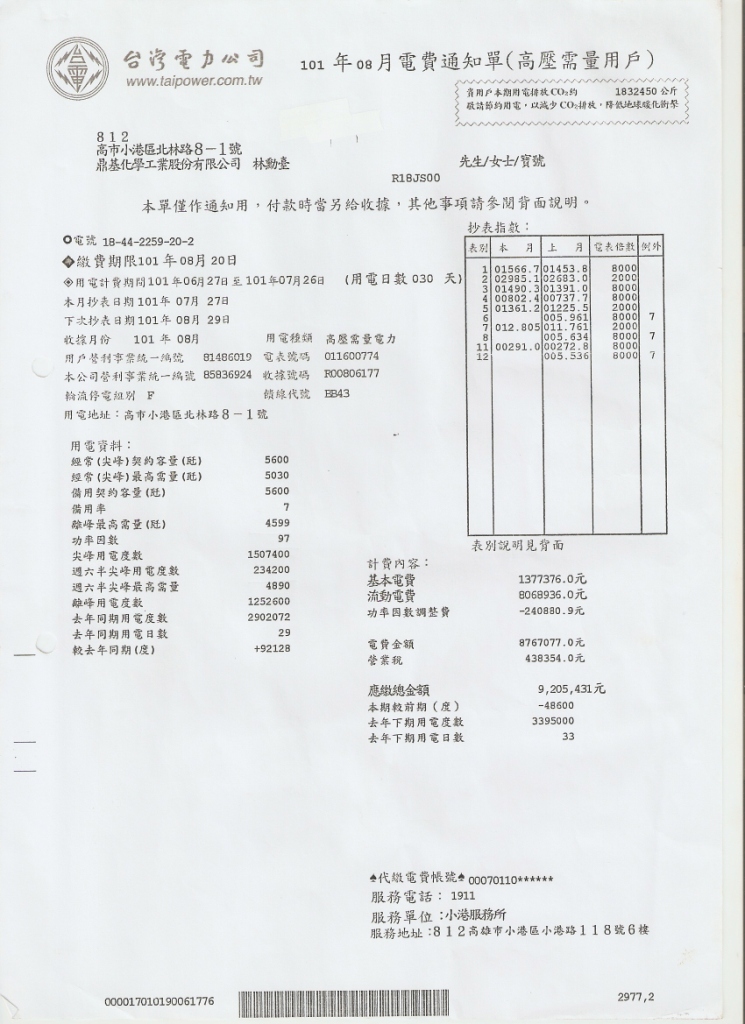 台灣電力公司
www.taipower.com.tw
101 年 08 月電費通知單(高壓需量用戶)
貴用戶本期用電排放CO₂約 1832450 公斤
敬請節約用電,以減少CO₂排放,降低地球暖化衝擊
812
高市小港區北林路8-1號
鼎基化學工業股份有限公司 林勳臺 先生/女士/寶號
R18JS00
本單僅作通知用,付款時當另給收據,其他事項請參閱背面說明。
電號 18-44-2259-20-2
◆繳費期限101 年 08月 20日
◈用電計費期間101 年06月27日 至 101年07月26日 (用電日數 030 天)
本月抄表日期101 年 07月 27日
下次抄表日期101 年 08月 29日
收據月份 101 年 08月 用電種類 高壓需量電力
用戶營利事業統一編號 81486019 電表號碼 011600774
本公司營利事業統一編號 85836924 收據號碼 R00806177
輪流停電組別 F 饋線代號 EB43
用電地址:高市小港區北林路8-1號
抄表指數:
表別 本 月 上 月 電表倍數 例外
1 01566.7 01453.8 8000
2 02985.1 02683.0 2000
3 01490.3 01391.0 8000
4 00802.4 00737.7 8000
5 01361.2 01225.5 2000
6 005.961 8000 7
7 012.805 011.761 2000
8 005.634 8000 7
11 00291.0 00272.8 8000
12 005.536 8000 7
表別說明見背面
用電資料:
經常(尖峰)契約容量(瓩) 5600
經常(尖峰)最高需量(瓩) 5030
備用契約容量(瓩) 5600
備用率 7
離峰最高需量(瓩) 4599
功率因數 97
尖峰用電度數 1507400
週六半尖峰用電度數 234200
週六半尖峰最高需量 4890
離峰用電度數 1252600
去年同期用電度數 2902072
去年同期用電日數 29
較去年同期(度) +92128
計費內容:
基本電費 1377376.0元
流動電費 8068936.0元
功率因數調整費 -240880.9元
電費金額 8767077.0元
營業稅 438354.0元
應繳總金額 9,205,431元
本期較前期(度) -48600
去年下期用電度數 3395000
去年下期用電日數 33
♠代繳電費帳號♠ 00070110******
服務電話: 1911
服務單位:小港服務所
服務地址:812高雄市小港區小港路118號6樓
000017010190061776
2977,2